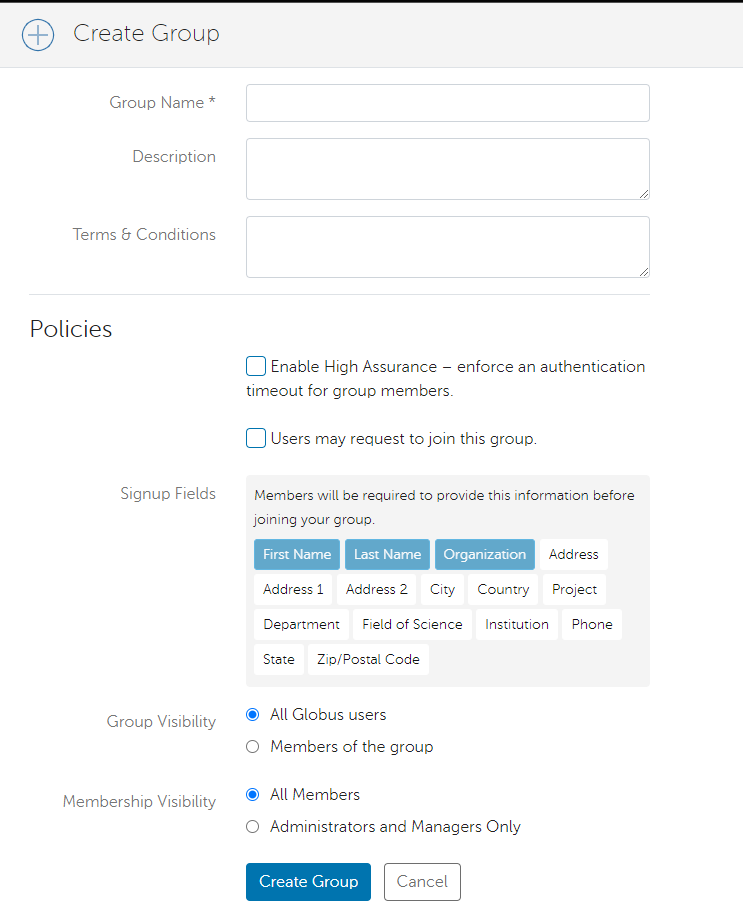 Create Group
Group Name *
Description
Terms & Conditions
Policies
Enable High Assurance – enforce an authentication
timeout for group members.
Users may request to join this group.
Signup Fields
Members will be required to provide this information before
joining your group.
First Name Last Name Organization Address
Address 1 Address 2 City Country Project
Department Field of Science Institution Phone
State Zip/Postal Code
Group Visibility
All Globus users
Members of the group
Membership Visibility
All Members
Administrators and Managers Only
Create Group Cancel